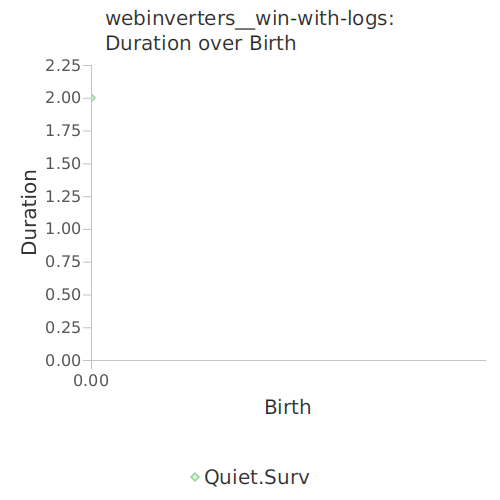 webinverters__win-with-logs:
Duration over Birth
2.25
2.00
1.75
1.50
1.25
1.00
0.75
0.50
0.25
0.00
Duration
0.00
Birth
Quiet.Surv